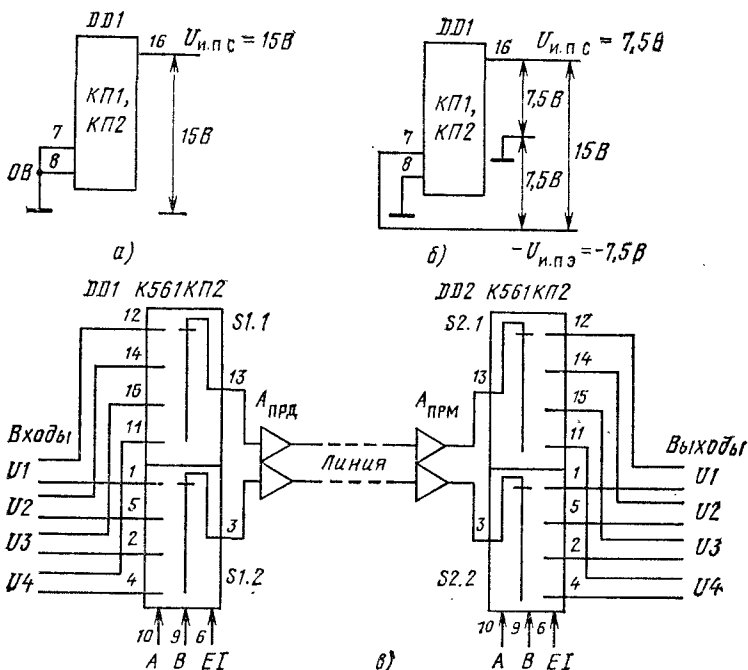 DD1
16
U и.п с = 15В
КП1,
КП2
7
8
0В
15В
а)
DD1
16
U и.п с = 7,5В
КП1,
КП2
7
8
7,5В
7,5В
15В
-U и.п э = -7,5В
б)
DD1 К561КП2
S1.1
12
14
16
11
13
Входы
U1
U2
U3
U4
1
5
2
4
3
S1.2
10
9
6
A
B
EI
A ПРД
Линия
A ПРМ
DD2 К561КП2
S2.1
13
12
14
15
11
3
1
5
2
4
S2.2
Выходы
U1
U2
U3
U4
10
9
6
A
B
EI
в)